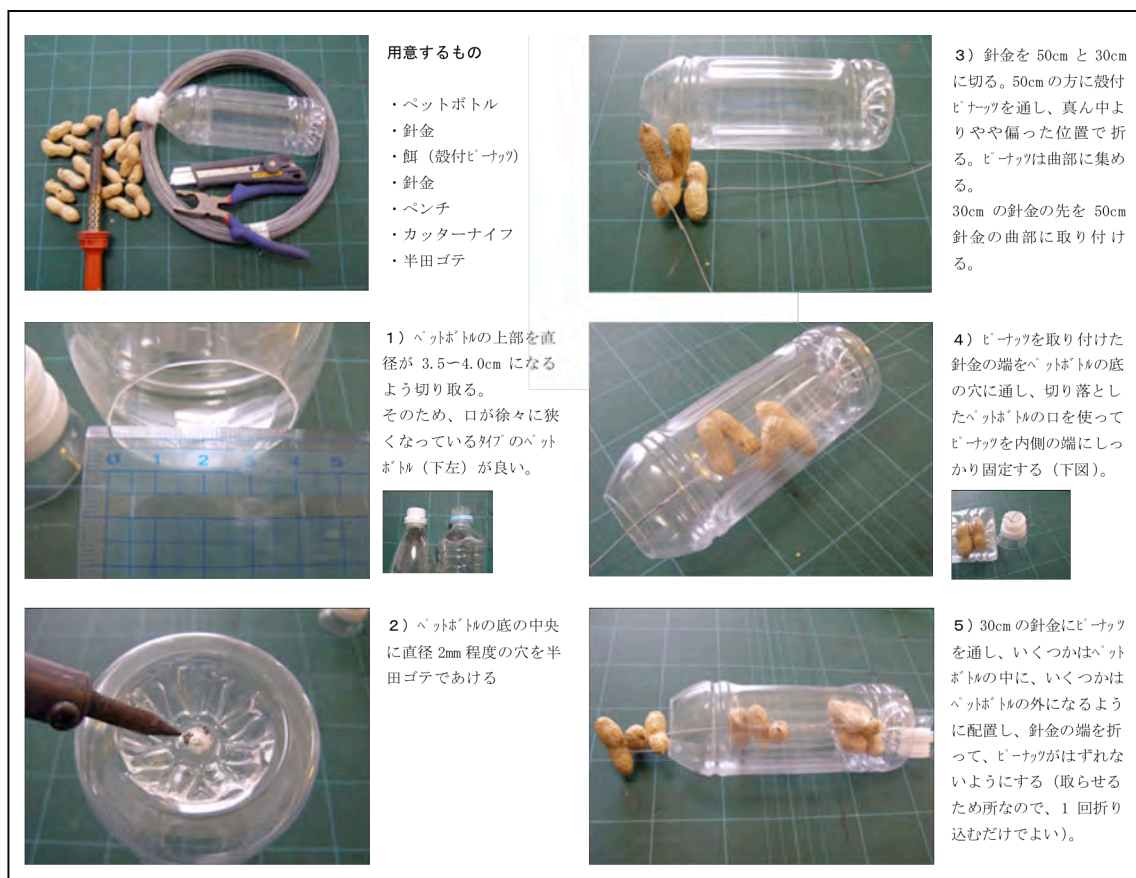 用意するもの
・ペットボトル
・針金
・餌（殻付ﾋﾟｰﾅｯﾂ）
・針金
・ペンチ
・カッターナイフ
・半田ゴテ
1）ﾍﾟｯﾄﾎﾞﾄﾙの上部を直
径が 3.5〜4.0cm になる
よう切り取る。
そのため、口が徐々に狭
くなっているﾀｲﾌﾟのﾍﾟｯﾄ
ﾎﾞﾄﾙ（下左）が良い。
0 1 2 3 4 5
2）ﾍﾟｯﾄﾎﾞﾄﾙの底の中央
に直径 2mm 程度の穴を半
田ゴテであける
3）針金を 50cm と 30cm
に切る。50cm の方に殻付
ﾋﾟﾅｰｯﾂを通し、真ん中よ
りやや偏った位置で折
る。ﾋﾟｰﾅｯﾂは曲部に集め
る。
30cm の針金の先を 50cm
針金の曲部に取り付け
る。
4）ﾋﾟｰﾅｯﾂを取り付けた
針金の端をﾍﾟｯﾄﾎﾞﾄﾙの底
の穴に通し、切り落とし
たﾍﾟｯﾄﾎﾞﾄﾙの口を使って
ﾋﾟｰﾅｯﾂを内側の端にしっ
かり固定する（下図）。
5）30cm の針金にﾋﾟｰﾅｯﾂ
を通し、いくつかはﾍﾟｯﾄ
ﾎﾞﾄﾙの中に、いくつかは
ﾍﾟｯﾄﾎﾞﾄﾙの外になるよう
に配置し、針金の端を折
って、ﾋﾟｰﾅｯﾂがはずれな
いようにする（取らせる
ため所なので、1 回折り
込むだけでよい）。